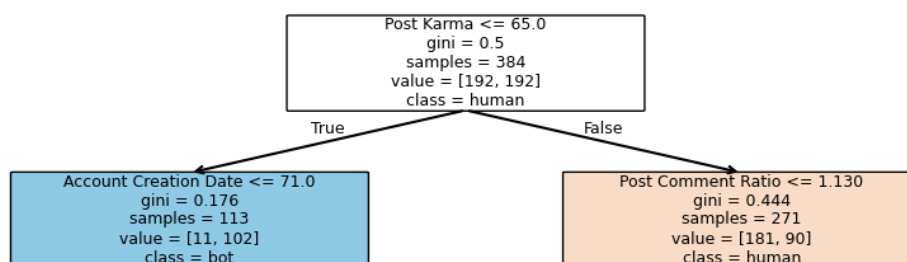 Post Karma <= 65.0
gini = 0.5
samples = 384
value = [192, 192]
class = human
True
False
Account Creation Date <= 71.0
gini = 0.176
samples = 113
value = [11, 102]
class = bot
Post Comment Ratio <= 1.130
gini = 0.444
samples = 271
value = [181, 90]
class = human